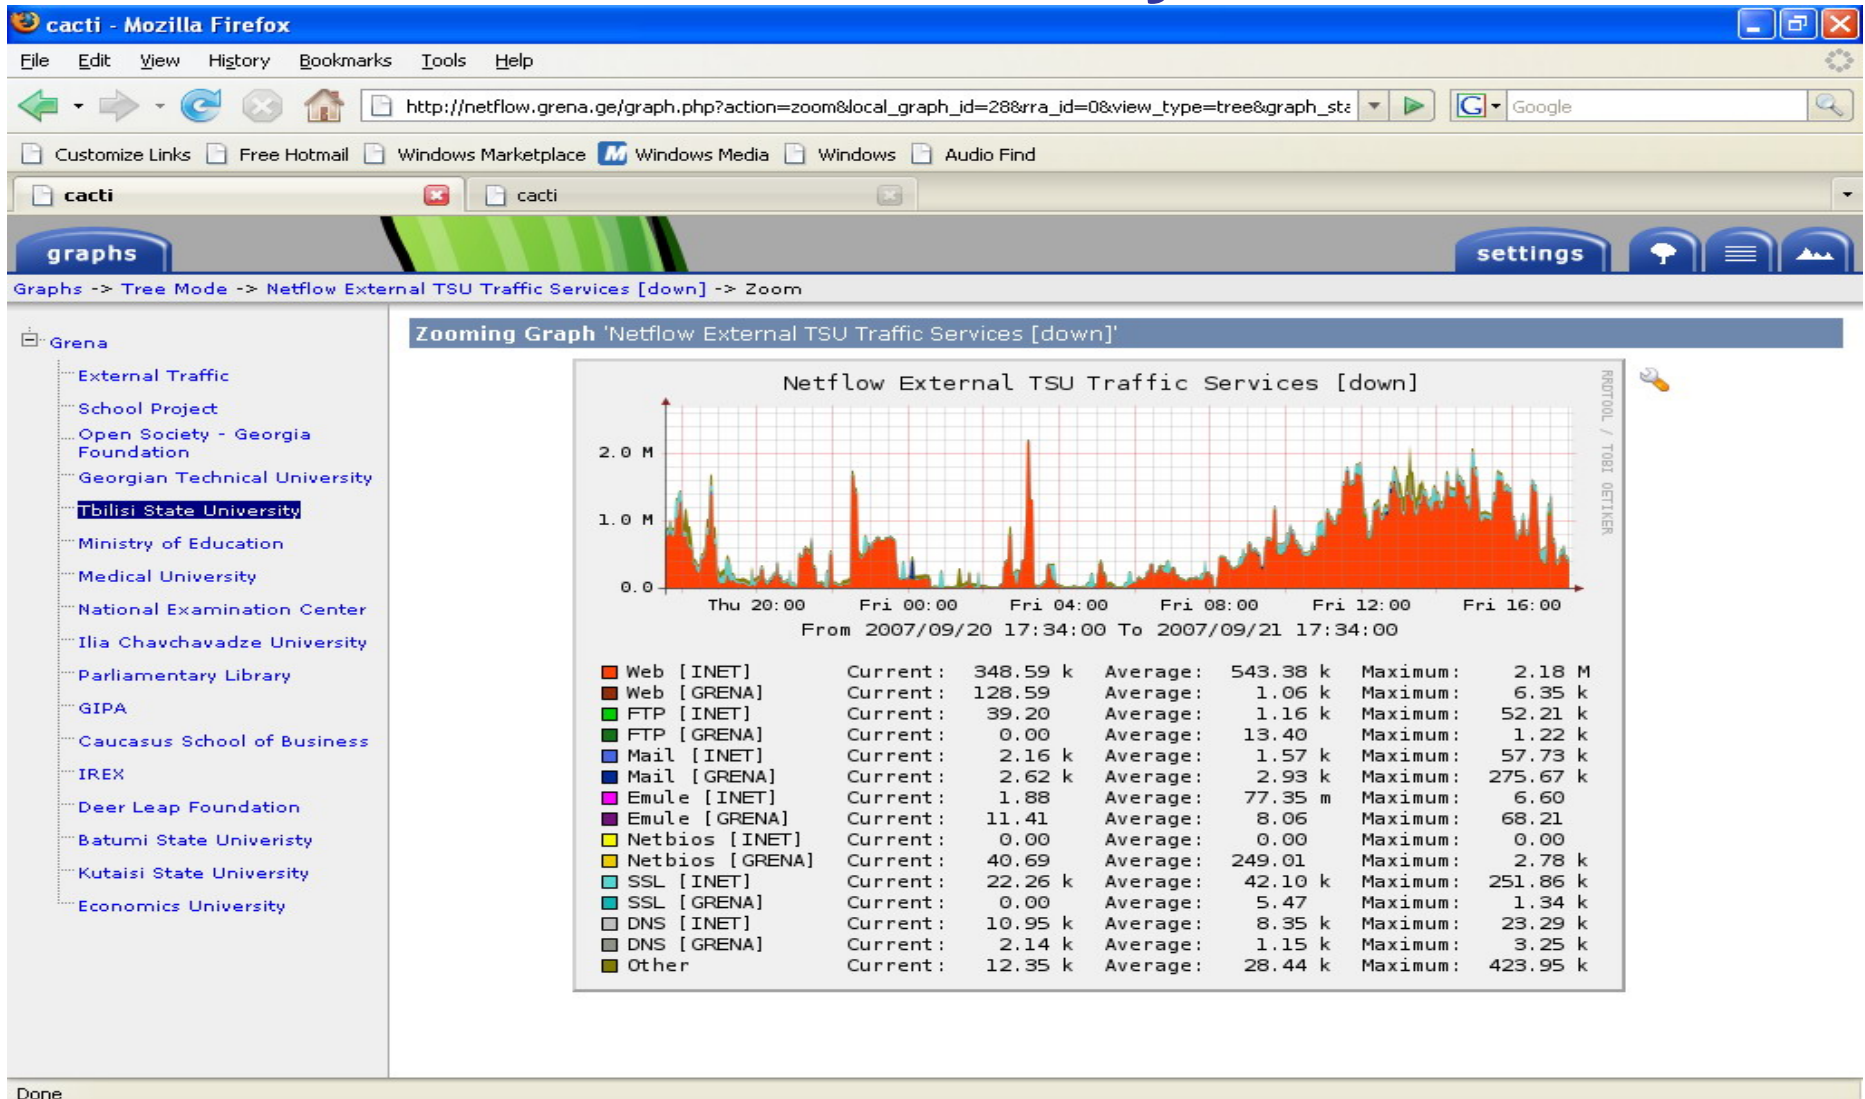 cacti - Mozilla Firefox
File Edit View History Bookmarks Tools Help
http://netflow.grena.ge/graph.php?action=zoom&local_graph_id=28&rra_id=0&view_type=tree&graph_sta G Google
Customize Links Free Hotmail Windows Marketplace Windows Media Windows Audio Find
cacti cacti
graphs settings
Graphs -> Tree Mode -> Netflow External TSU Traffic Services [down] -> Zoom
Grena
External Traffic
School Project
Open Society - Georgia
Foundation
Georgian Technical University
Tbilisi State University
Ministry of Education
Medical University
National Examination Center
Ilia Chavchavadze University
Parliamentary Library
GIPA
Caucasus School of Business
IREX
Deer Leap Foundation
Batumi State Univeristy
Kutaisi State University
Economics University
Zooming Graph 'Netflow External TSU Traffic Services [down]'
Netflow External TSU Traffic Services [down]
RRDTOOL / TOBI OETIKER
2.0 M
1.0 M
0.0
Thu 20:00 Fri 00:00 Fri 04:00 Fri 08:00 Fri 12:00 Fri 16:00
From 2007/09/20 17:34:00 To 2007/09/21 17:34:00
Web [INET] Current: 348.59 k Average: 543.38 k Maximum: 2.18 M
Web [GRENA] Current: 128.59 Average: 1.06 k Maximum: 6.35 k
FTP [INET] Current: 39.20 Average: 1.16 k Maximum: 52.21 k
FTP [GRENA] Current: 0.00 Average: 13.40 Maximum: 1.22 k
Mail [INET] Current: 2.16 k Average: 1.57 k Maximum: 57.73 k
Mail [GRENA] Current: 2.62 k Average: 2.93 k Maximum: 275.67 k
Emule [INET] Current: 1.88 Average: 77.35 m Maximum: 6.60
Emule [GRENA] Current: 11.41 Average: 8.06 Maximum: 68.21
Netbios [INET] Current: 0.00 Average: 0.00 Maximum: 0.00
Netbios [GRENA] Current: 40.69 Average: 249.01 Maximum: 2.78 k
SSL [INET] Current: 22.26 k Average: 42.10 k Maximum: 251.86 k
SSL [GRENA] Current: 0.00 Average: 5.47 Maximum: 1.34 k
DNS [INET] Current: 10.95 k Average: 8.35 k Maximum: 23.29 k
DNS [GRENA] Current: 2.14 k Average: 1.15 k Maximum: 3.25 k
Other Current: 12.35 k Average: 28.44 k Maximum: 423.95 k
Done